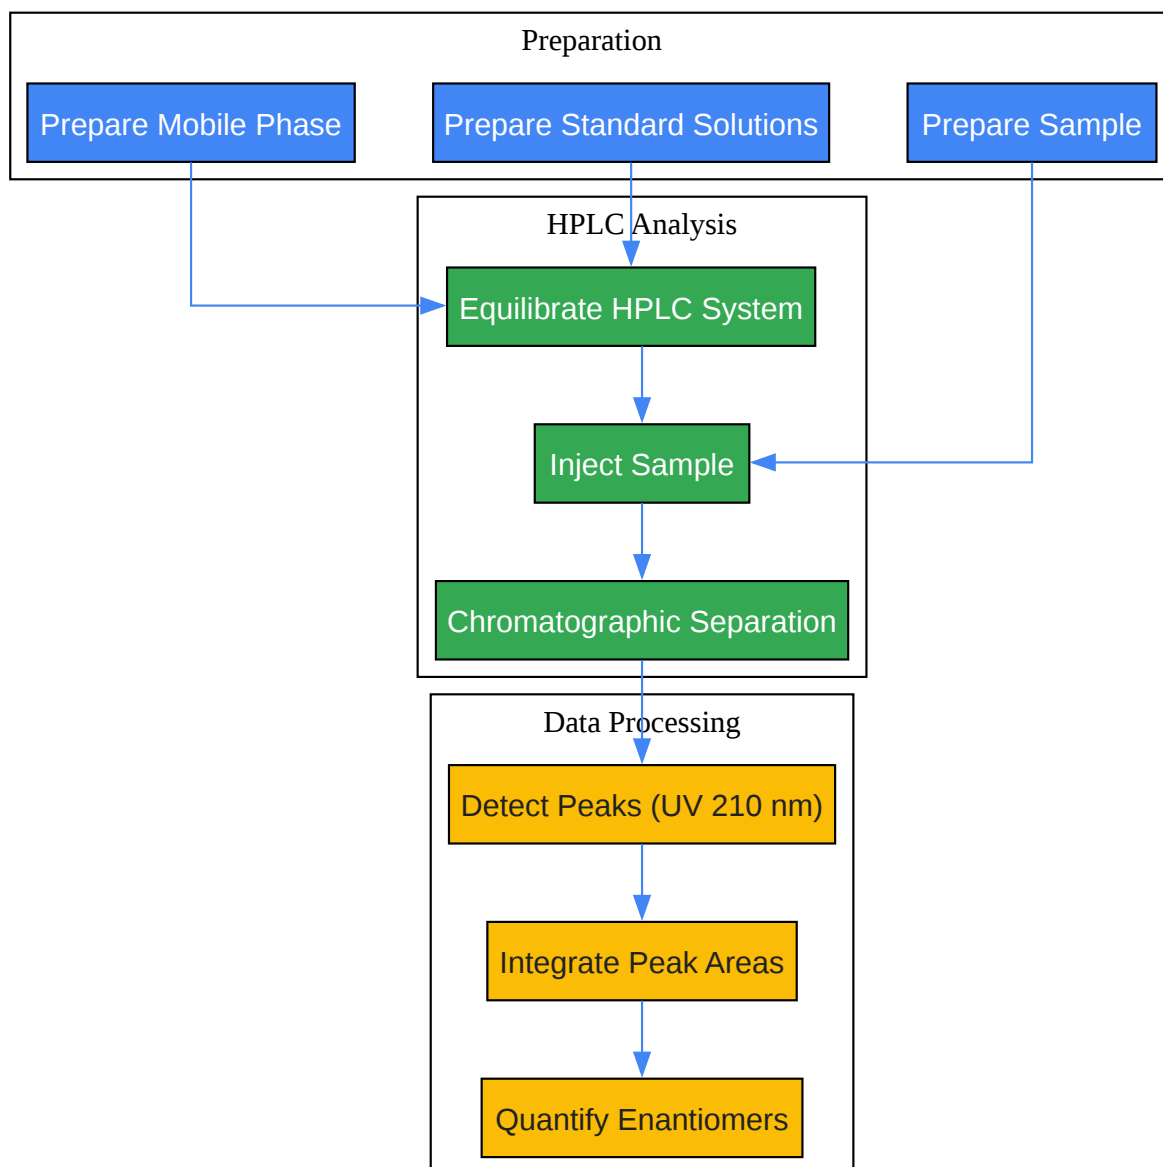 Preparation
Prepare Mobile Phase
Prepare Standard Solutions
Prepare Sample
HPLC Analysis
Equilibrate HPLC System
Inject Sample
Chromatographic Separation
Data Processing
Detect Peaks (UV 210 nm)
Integrate Peak Areas
Quantify Enantiomers